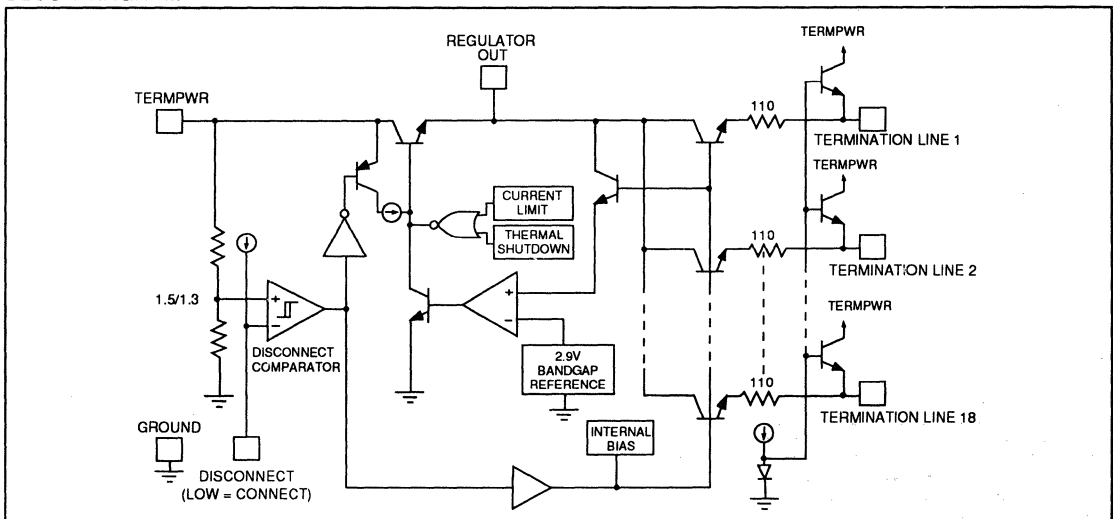 REGULATOR
OUT
TERMPWR
TERMPWR
110
TERMINATION LINE 1
TERMPWR
CURRENT
LIMIT
THERMAL
SHUTDOWN
110
TERMINATION LINE 2
1.5/1.3
+
-
DISCONNECT
COMPARATOR
+
-
2.9V
BANDGAP
REFERENCE
TERMPWR
110
TERMINATION LINE 18
GROUND
INTERNAL
BIAS
DISCONNECT
(LOW = CONNECT)